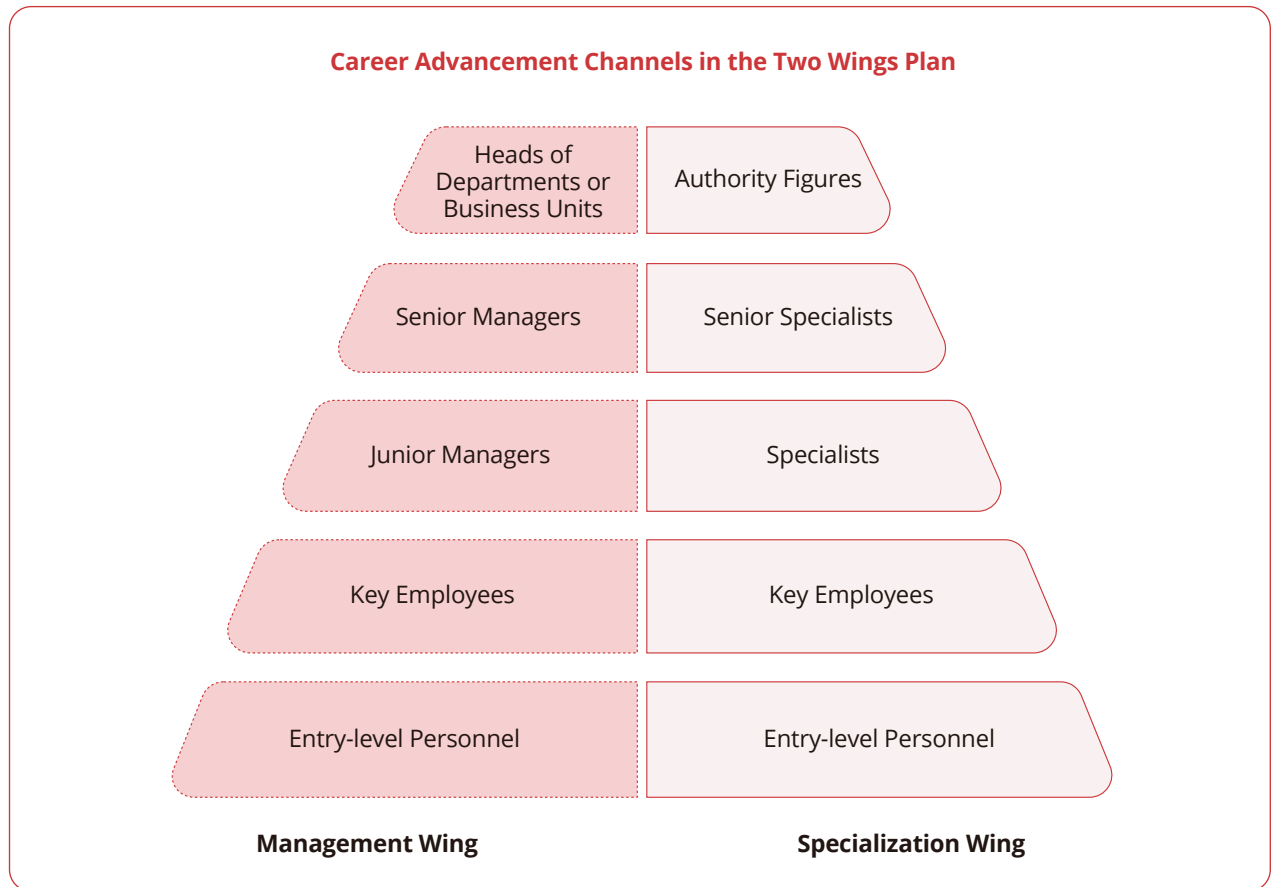 Career Advancement Channels in the Two Wings Plan
Heads of
Departments or
Business Units
Authority Figures
Senior Managers
Senior Specialists
Junior Managers
Specialists
Key Employees
Key Employees
Entry-level Personnel
Entry-level Personnel
Management Wing
Specialization Wing